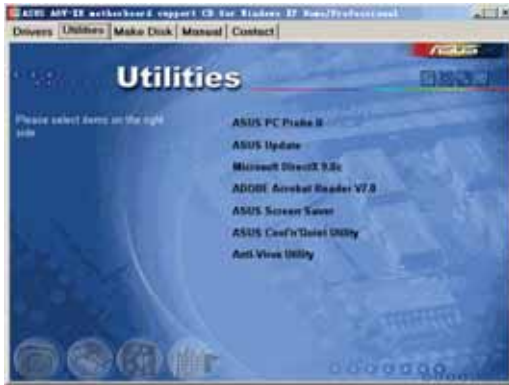 ASUS A8V-XE motherboard support CD for Windows XP Home/Professional
Drivers Utilities Make Disk Manual Contact
ASUS
Utilities
Please select items on the right side
ASUS PC Probe II
ASUS Update
Microsoft DirectX 9.0c
ADOBE Acrobat Reader V7.0
ASUS Screen Saver
ASUS Cool'n'Quiet Utility
Anti-Virus Utility